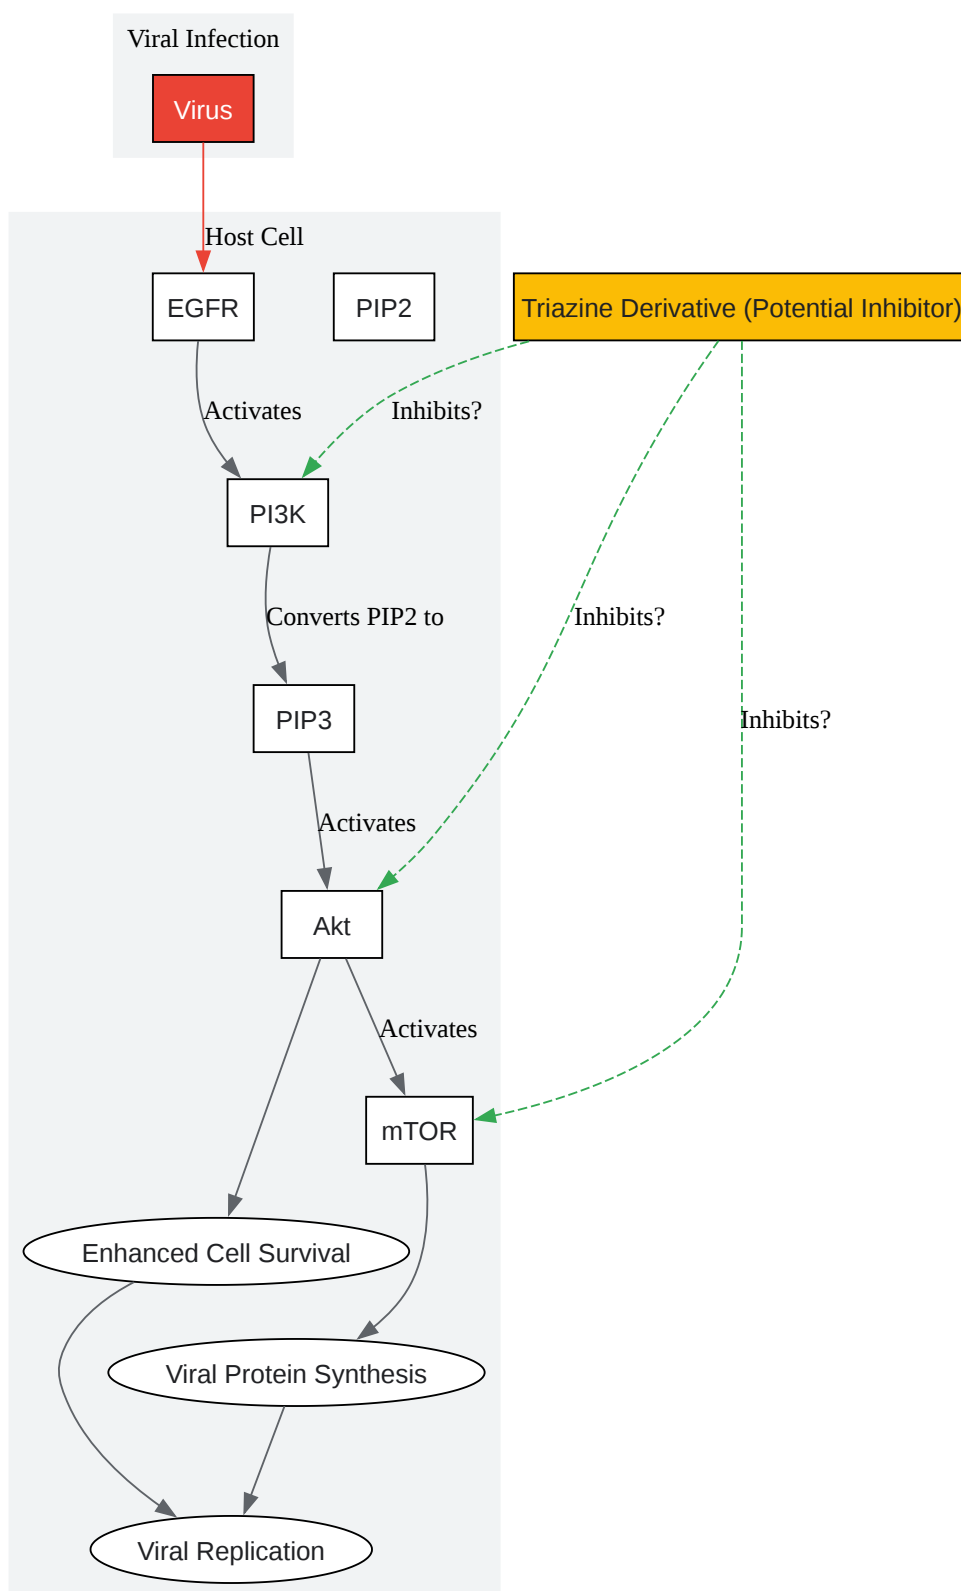 Viral Infection
Virus
Host Cell
EGFR
PIP2
Triazine Derivative (Potential Inhibitor)
Activates
Inhibits?
PI3K
Converts PIP2 to
Inhibits?
PIP3
Inhibits?
Activates
Akt
Activates
mTOR
Enhanced Cell Survival
Viral Protein Synthesis
Viral Replication